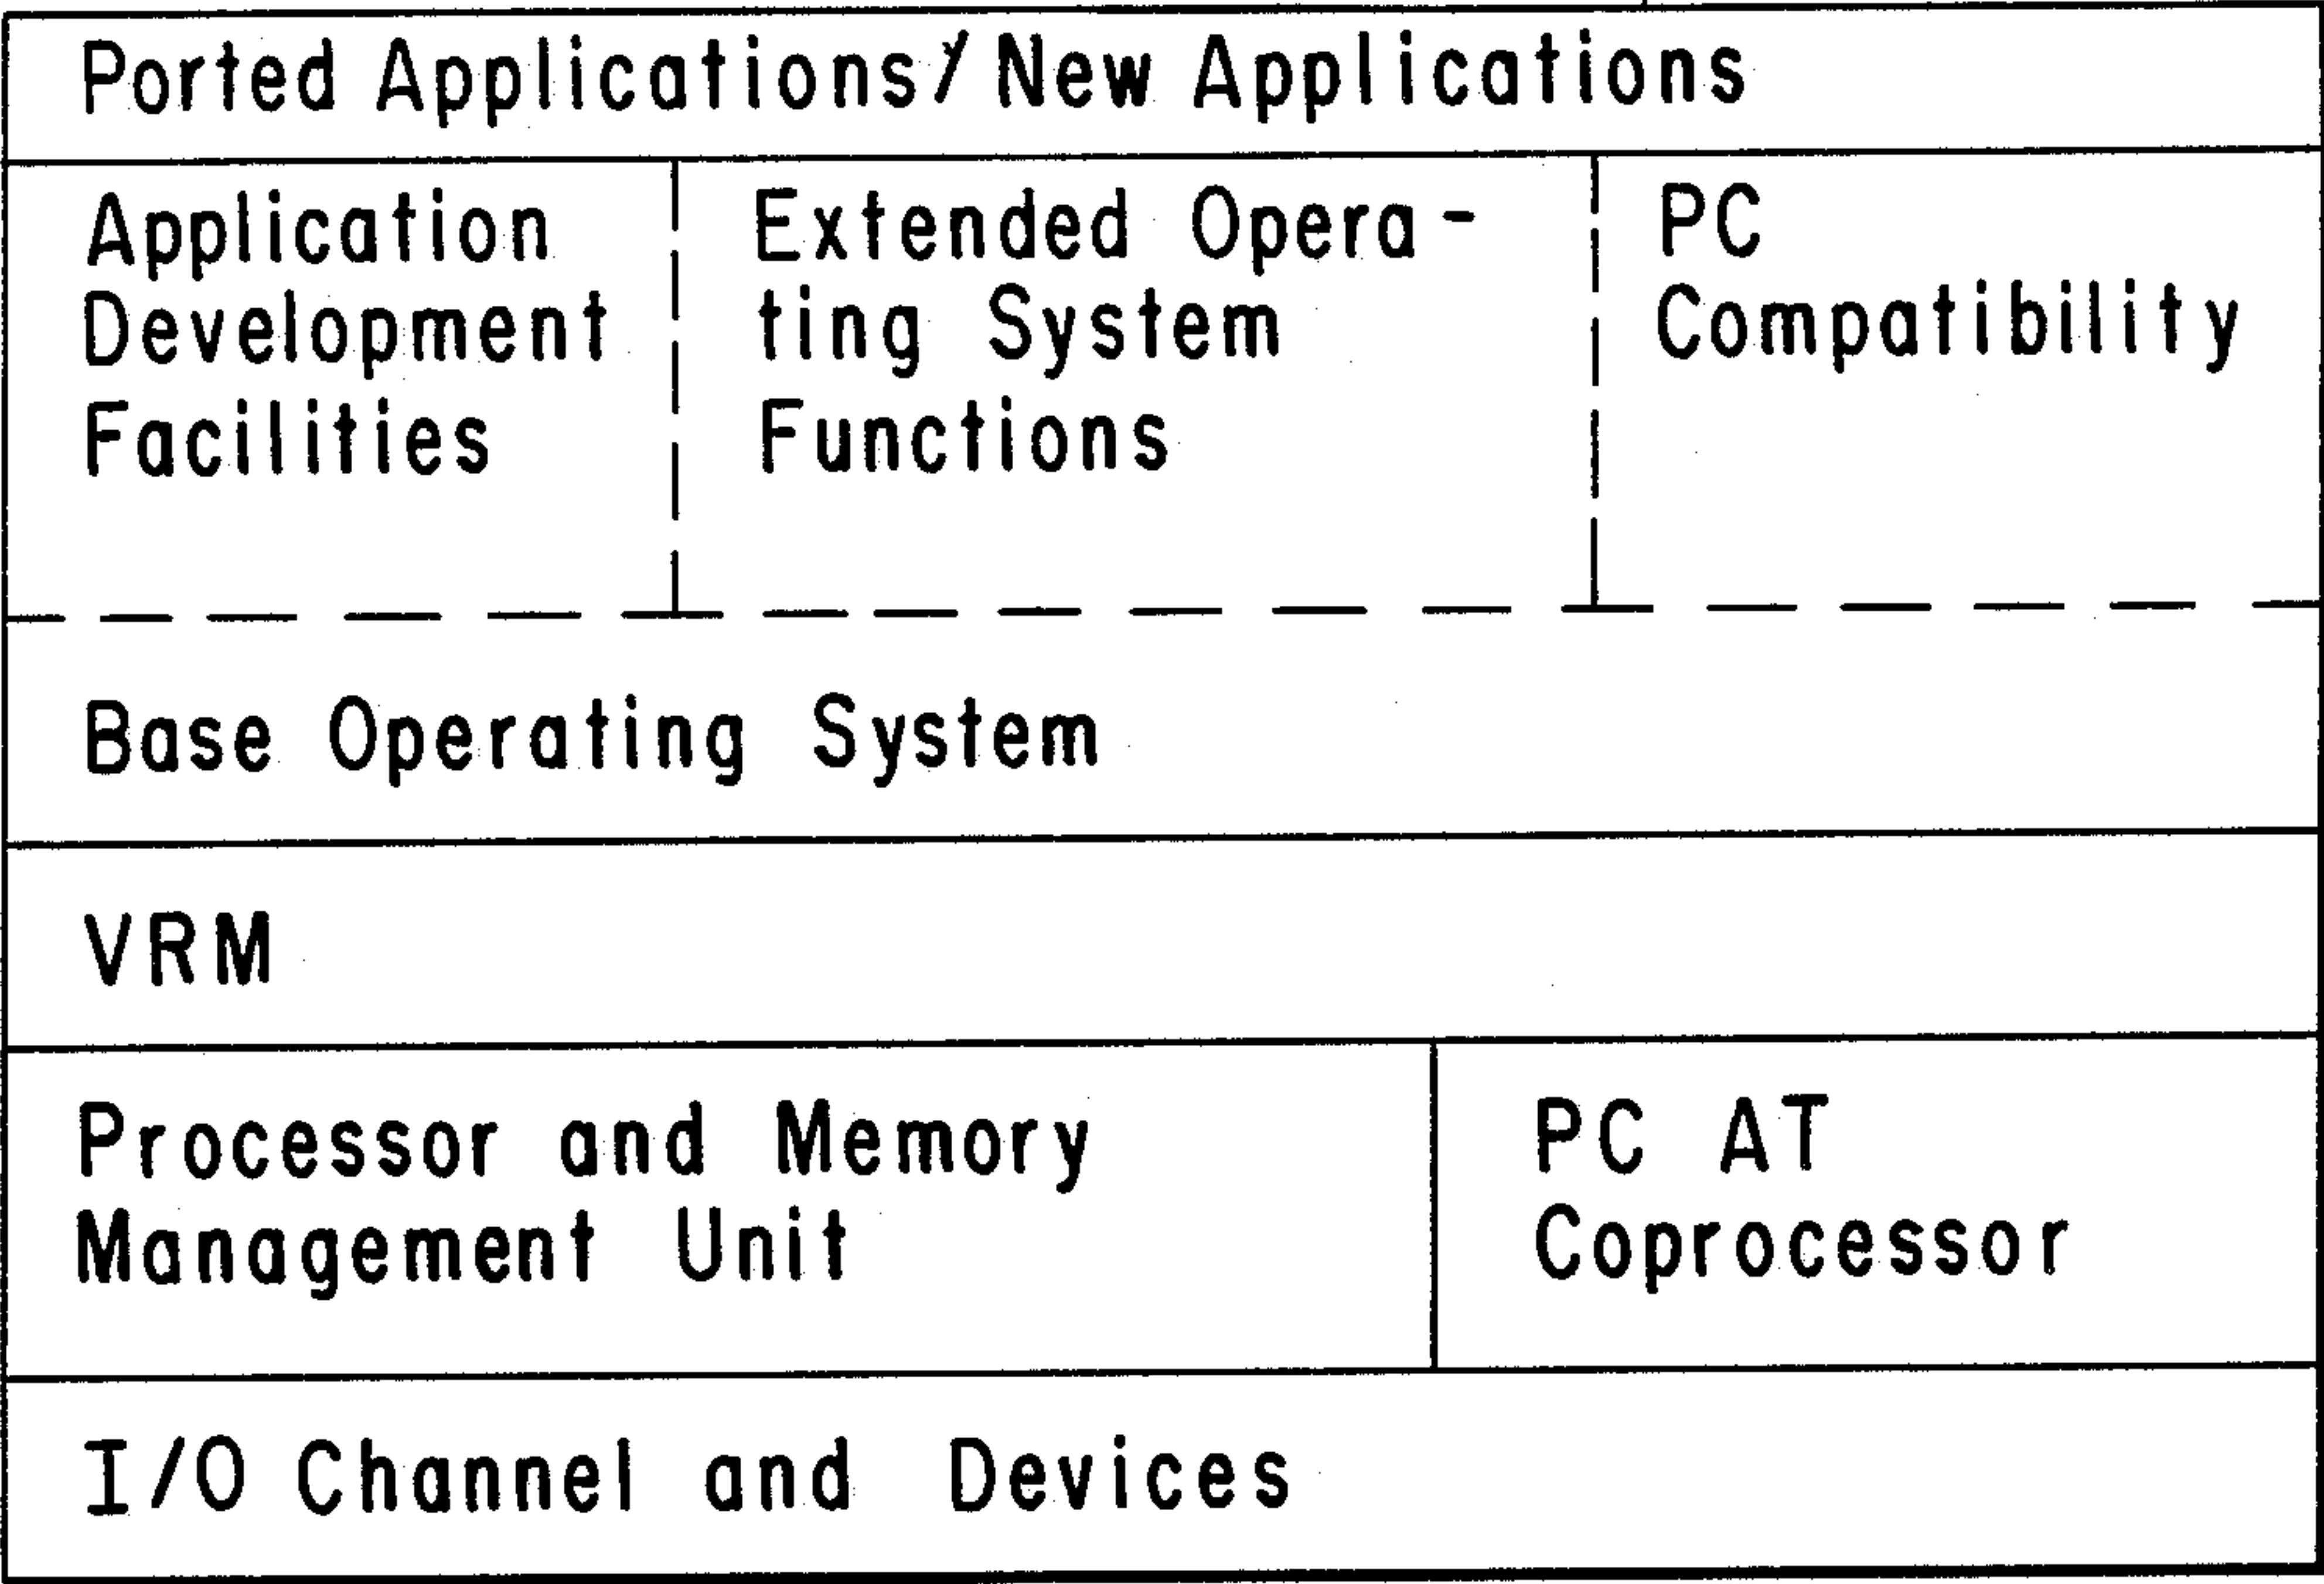 Ported Applications/ New Applications
Application
Development
Facilities
Extended Opera-
ting System
Functions
PC
Compatibility
Base Operating System
VRM
Processor and Memory
Management Unit
PC AT
Coprocessor
I/O Channel and Devices